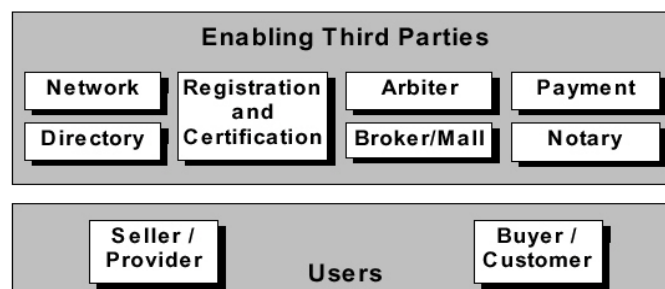 Enabling Third Parties
Network
Directory
Registration
and
Certification
Arbiter
Broker/Mall
Payment
Notary
Seller /
Provider
Users
Buyer /
Customer